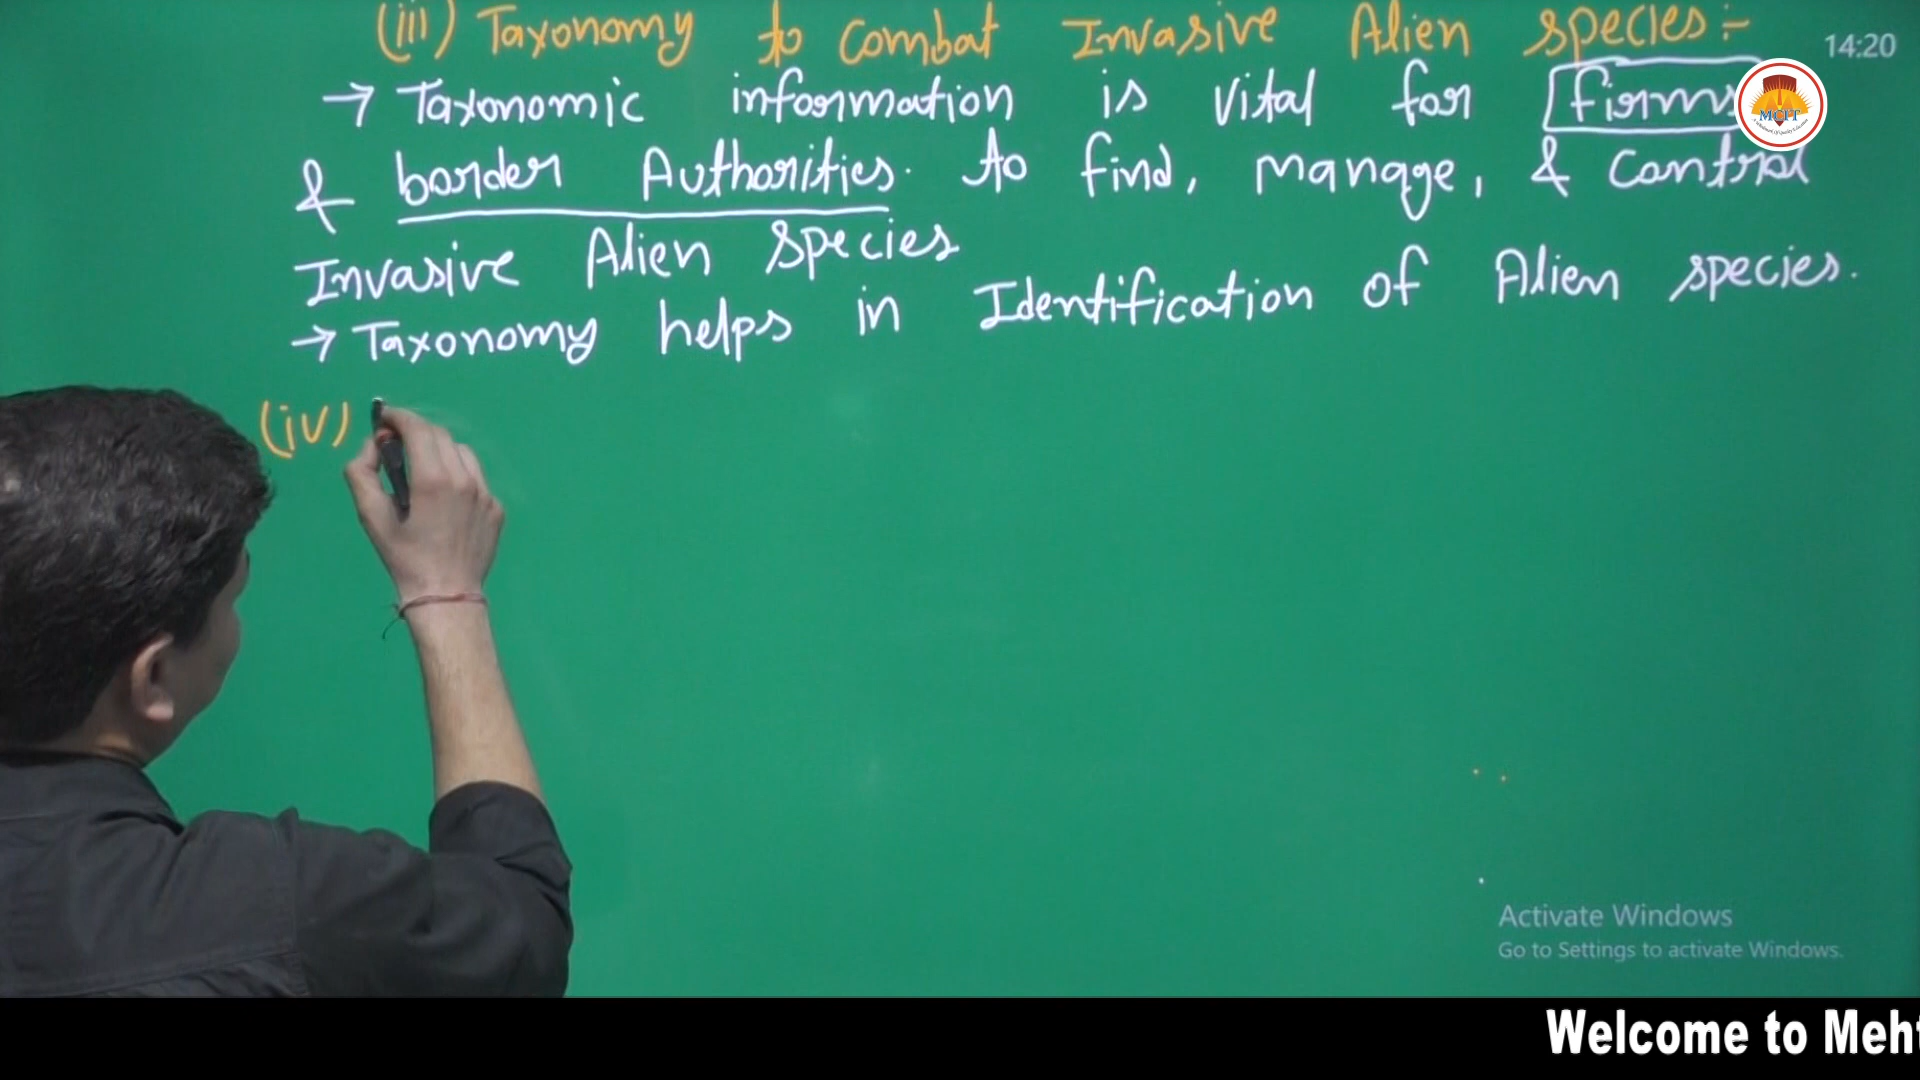 (iii) Taxonomy to combat Invasive Alien species:-
14:20
→ Taxonomic information is vital for firms
& border Authorities. to find, manage, & control
Invasive Alien species
→ Taxonomy helps in Identification of Alien species.
(iv)
Activate Windows
Go to Settings to activate Windows.
Welcome to Meht